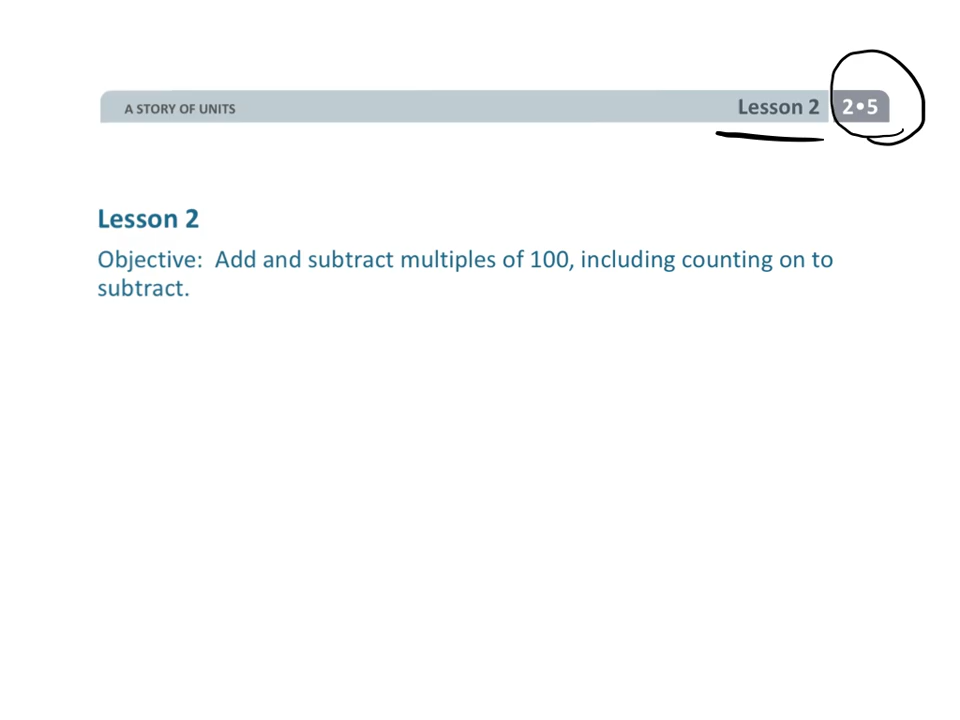 A STORY OF UNITS Lesson 2 2•5
Lesson 2
Objective: Add and subtract multiples of 100, including counting on to
subtract.